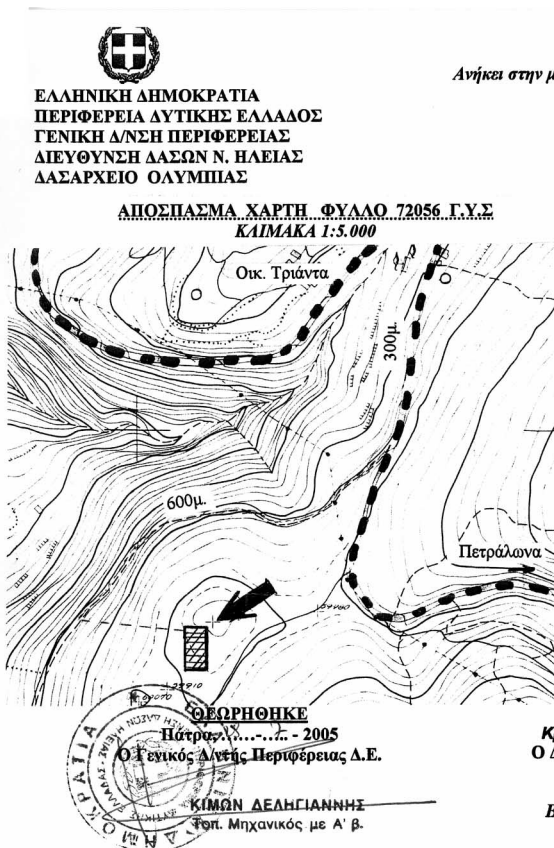 Ανήκει στην
ΕΛΛΗΝΙΚΗ ΔΗΜΟΚΡΑΤΙΑ
ΠΕΡΙΦΕΡΕΙΑ ΔΥΤΙΚΗΣ ΕΛΛΑΔΟΣ
ΓΕΝΙΚΗ Δ/ΝΣΗ ΠΕΡΙΦΕΡΕΙΑΣ
ΔΙΕΥΘΥΝΣΗ ΔΑΣΩΝ Ν. ΗΛΕΙΑΣ
ΔΑΣΑΡΧΕΙΟ ΟΛΥΜΠΙΑΣ
ΑΠΟΣΠΑΣΜΑ ΧΑΡΤΗ ΦΥΛΛΟ 72056 Γ.Υ.Σ
ΚΛΙΜΑΚΑ 1:5.000
Οικ. Τριάντα
300μ.
600μ.
Πετράλωνα
ΘΕΩΡΗΘΗΚΕ
Πάτρα,......-..... - 2005
Ο Γενικός Δ/ντής Περιφέρειας Δ.Ε.
ΚΙΜΩΝ ΔΕΛΗΓΙΑΝΝΗΣ
Τοπ. Μηχανικός με Α' β.